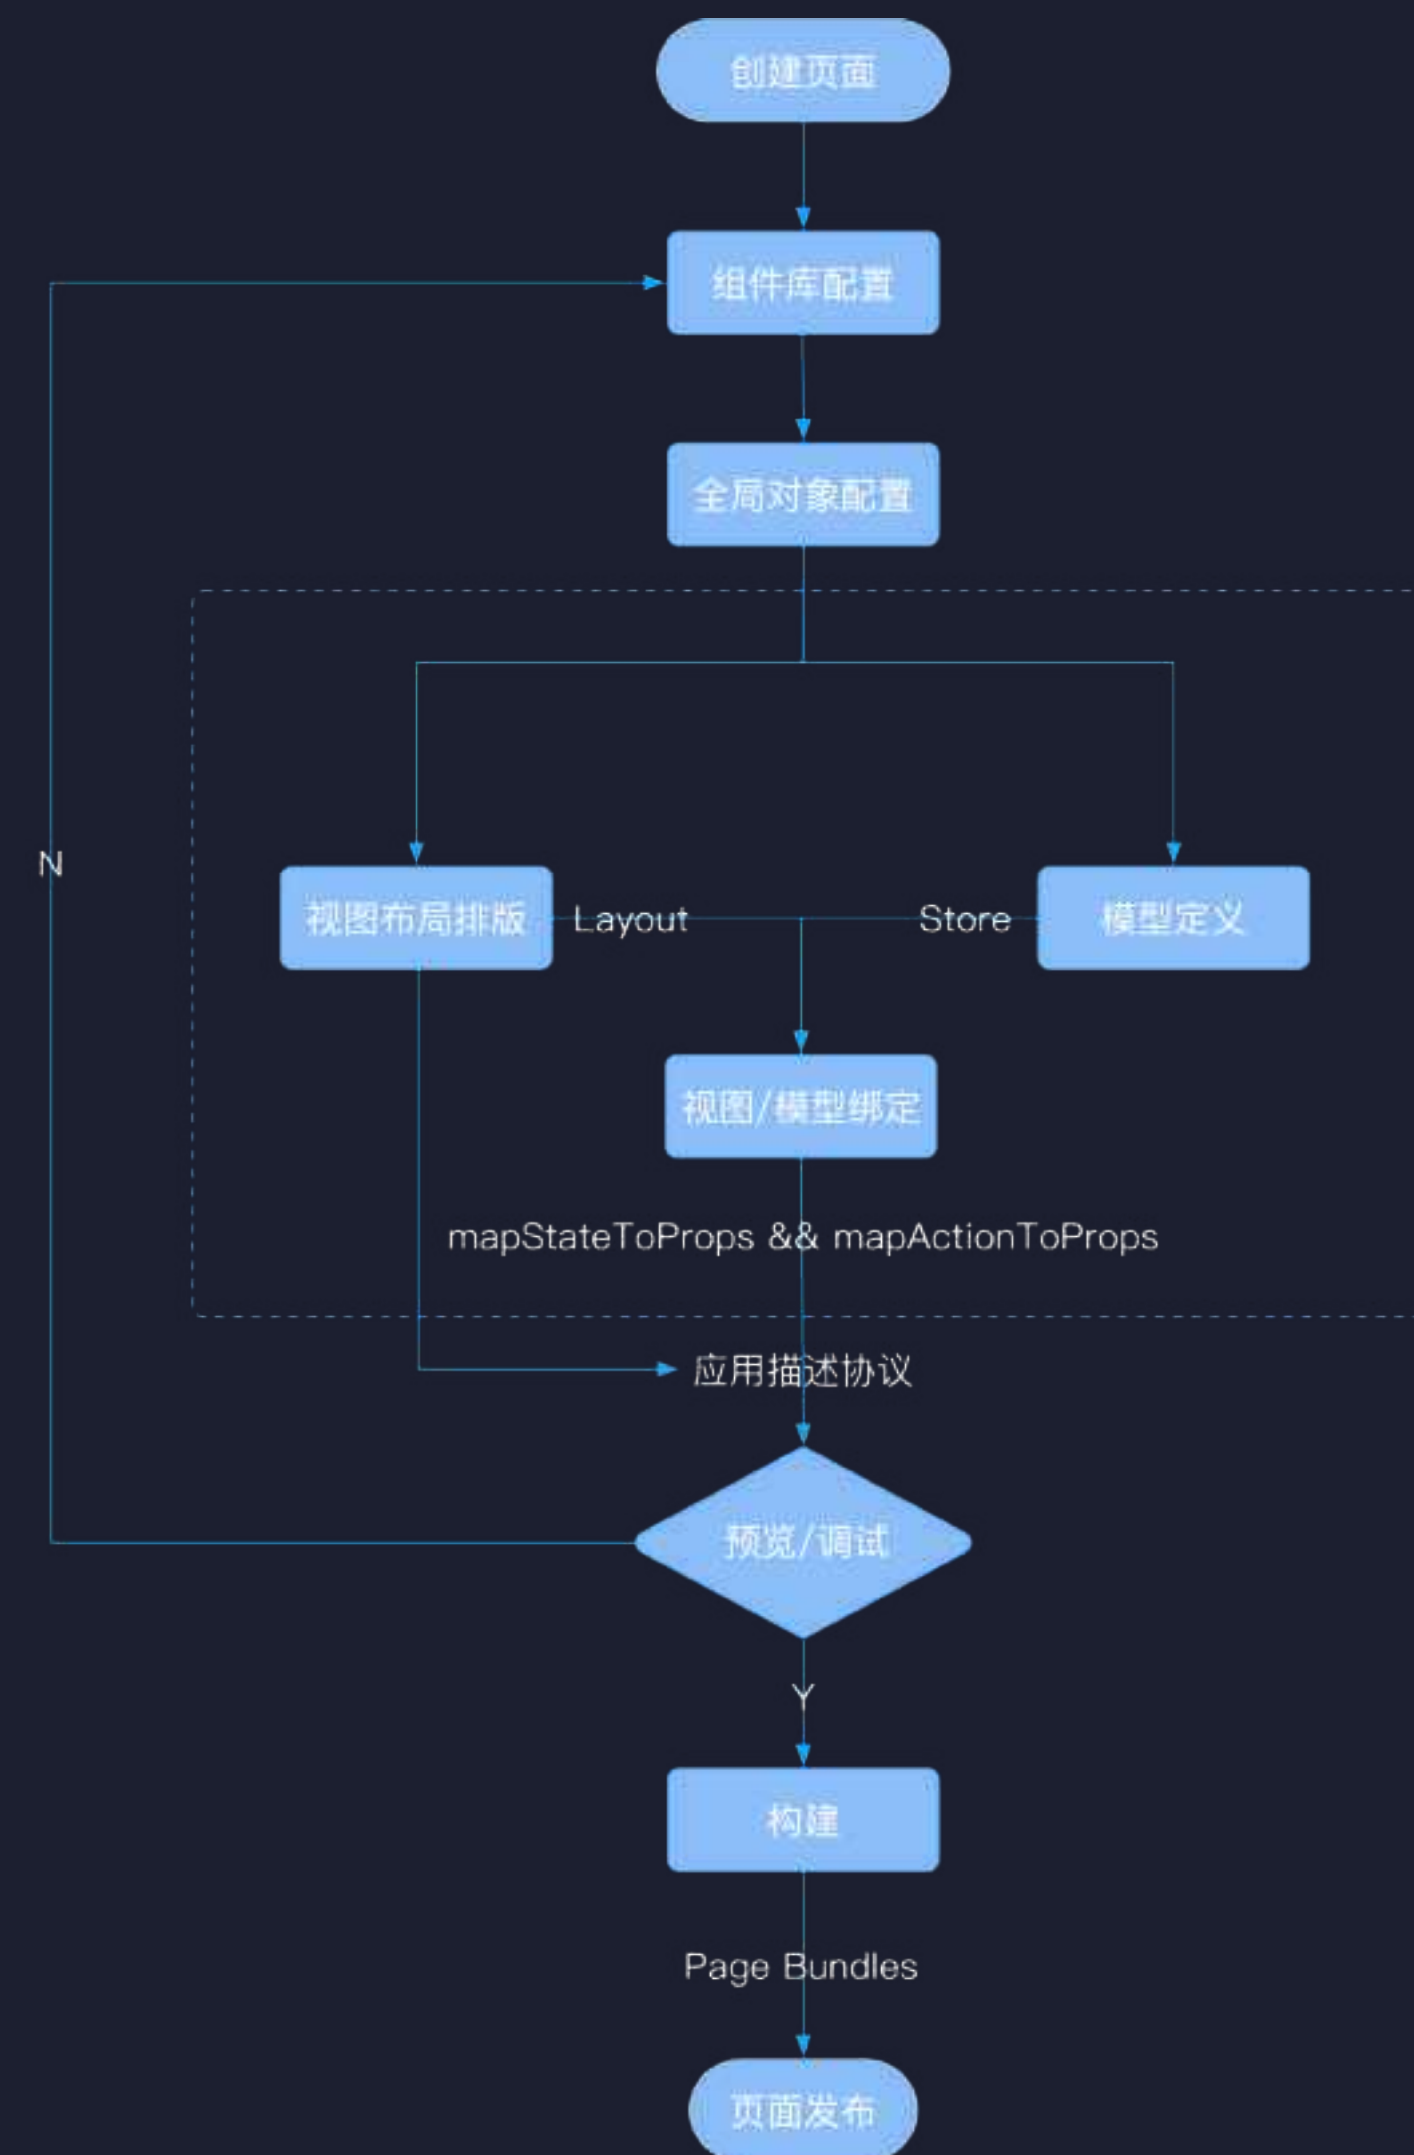 创建页面
组件库配置
全局对象配置
N
视图布局排版
Layout
Store
模型定义
视图/模型绑定
mapStateToProps && mapActionToProps
应用描述协议
预览/调试
Y
构建
Page Bundles
页面发布